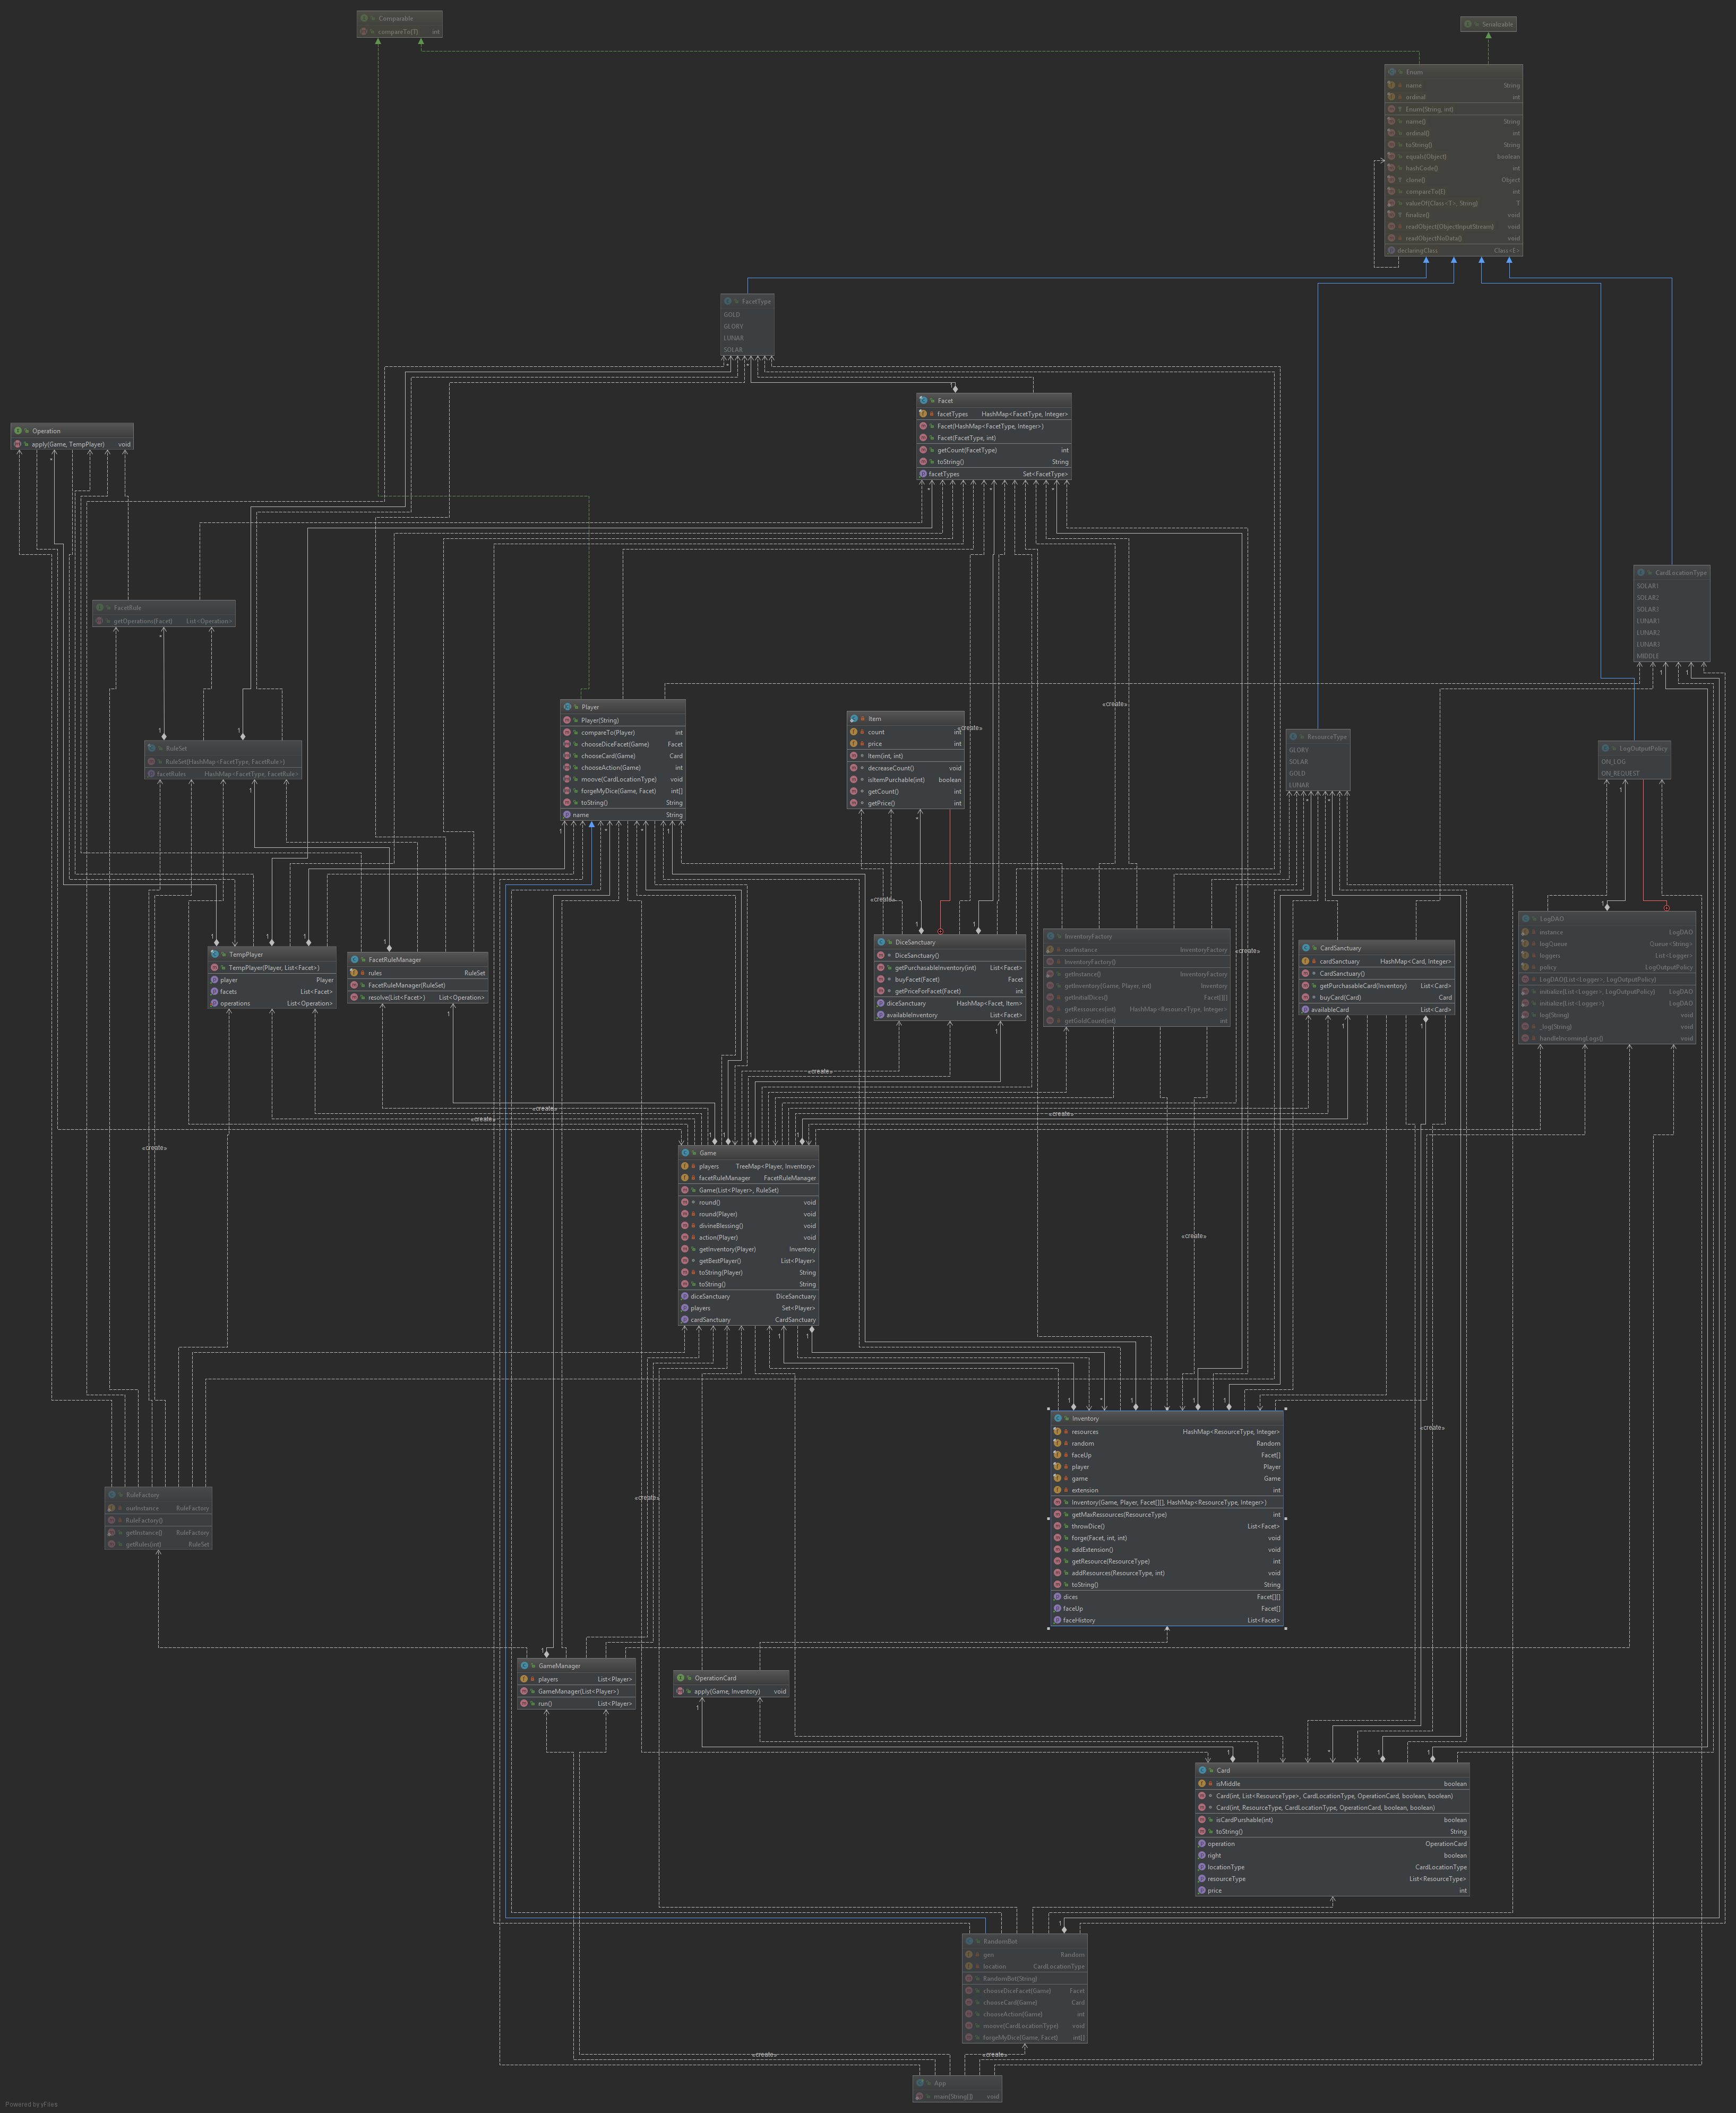 Comparable
compareTo(T) int
Serializable
Enum
name String
ordinal int
Enum(String, int)
name() String
ordinal() int
toString() String
equals(Object) boolean
hashCode() int
clone() Object
compareTo(E) int
valueOf(Class<T>, String) T
finalize() void
readObject(ObjectInputStream) void
readObjectNoData() void
declaringClass Class<E>
FacetType
GOLD
GLORY
LUNAR
SOLAR
Facet
facetTypes HashMap<FacetType, Integer>
Facet(HashMap<FacetType, Integer>)
Facet(FacetType, int)
getCount(FacetType) int
toString() String
facetTypes Set<FacetType>
Operation
apply(Game, TempPlayer) void
CardLocationType
SOLAR1
SOLAR2
SOLAR3
LUNAR1
LUNAR2
LUNAR3
MIDDLE
FacetRule
getOperations(Facet) List<Operation>
Player
Player(String)
compareTo(Player) int
chooseDiceFacet(Game) Facet
chooseCard(Game) Card
chooseAction(Game) int
moove(CardLocationType) void
forgeMyDice(Game, Facet) int[]
toString() String
name String
Item
count int
price int
Item(int, int)
decreaseCount() void
isItemPurchable(int) boolean
getCount() int
getPrice() int
«create»
«create»
ResourceType
GLORY
SOLAR
GOLD
LUNAR
RuleSet
RuleSet(HashMap<FacetType, FacetRule>)
facetRules HashMap<FacetType, FacetRule>
LogOutputPolicy
ON_LOG
ON_REQUEST
«create»
LogDAO
instance LogDAO
logQueue Queue<String>
loggers List<Logger>
policy LogOutputPolicy
LogDAO(List<Logger>, LogOutputPolicy)
initialize(List<Logger>, LogOutputPolicy) LogDAO
initialize(List<Logger>) LogDAO
log(String) void
_log(String) void
handleIncomingLogs() void
TempPlayer
TempPlayer(Player, List<Facet>)
player Player
facets List<Facet>
operations List<Operation>
FacetRuleManager
rules RuleSet
FacetRuleManager(RuleSet)
resolve(List<Facet>) List<Operation>
DiceSanctuary
DiceSanctuary()
getPurchasableInventory(int) List<Facet>
buyFacet(Facet) Facet
getPriceForFacet(Facet) int
diceSanctuary HashMap<Facet, Item>
availableInventory List<Facet>
InventoryFactory
ourInstance InventoryFactory
InventoryFactory()
getInstance() InventoryFactory
getInventory(Game, Player, int) Inventory
getInitialDices() Facet[][]
getRessources(int) HashMap<ResourceType, Integer>
getGoldCount(int) int
«create»
CardSanctuary
cardSanctuary HashMap<Card, Integer>
CardSanctuary()
getPurchasableCard(Inventory) List<Card>
buyCard(Card) Card
availableCard List<Card>
«create»
«create»
«create»
«create»
«create»
Game
players TreeMap<Player, Inventory>
facetRuleManager FacetRuleManager
Game(List<Player>, RuleSet)
round() void
round(Player) void
divineBlessing() void
action(Player) void
getInventory(Player) Inventory
getBestPlayer() List<Player>
toString(Player) String
toString() String
diceSanctuary DiceSanctuary
players Set<Player>
cardSanctuary CardSanctuary
«create»
Inventory
resources HashMap<ResourceType, Integer>
random Random
faceUp Facet[]
player Player
game Game
extension int
Inventory(Game, Player, Facet[][], HashMap<ResourceType, Integer>)
getMaxRessources(ResourceType) int
throwDice() List<Facet>
forge(Facet, int, int) void
addExtension() void
getResource(ResourceType) int
addResources(ResourceType, int) void
toString() String
dices Facet[][]
faceUp Facet[]
faceHistory List<Facet>
«create»
«create»
RuleFactory
ourInstance RuleFactory
RuleFactory()
getInstance() RuleFactory
getRules(int) RuleSet
GameManager
players List<Player>
GameManager(List<Player>)
run() List<Player>
OperationCard
apply(Game, Inventory) void
Card
isMiddle boolean
Card(int, List<ResourceType>, CardLocationType, OperationCard, boolean, boolean)
Card(int, ResourceType, CardLocationType, OperationCard, boolean, boolean)
isCardPurshable(int) boolean
toString() String
operation OperationCard
right boolean
locationType CardLocationType
resourceType List<ResourceType>
price int
RandomBot
gen Random
location CardLocationType
RandomBot(String)
chooseDiceFacet(Game) Facet
chooseCard(Game) Card
chooseAction(Game) int
moove(CardLocationType) void
forgeMyDice(Game, Facet) int[]
«create»
«create»
App
main(String[]) void
Powered by yFiles